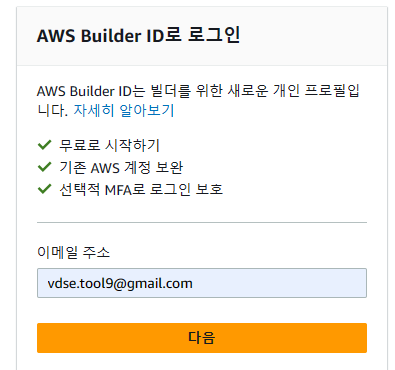 AWS Builder ID로 로그인
AWS Builder ID는 빌더를 위한 새로운 개인 프로필입
니다. 자세히 알아보기
무료로 시작하기
기존 AWS 계정 보완
선택적 MFA로 로그인 보호
이메일 주소
vdse.tool9@gmail.com
다음